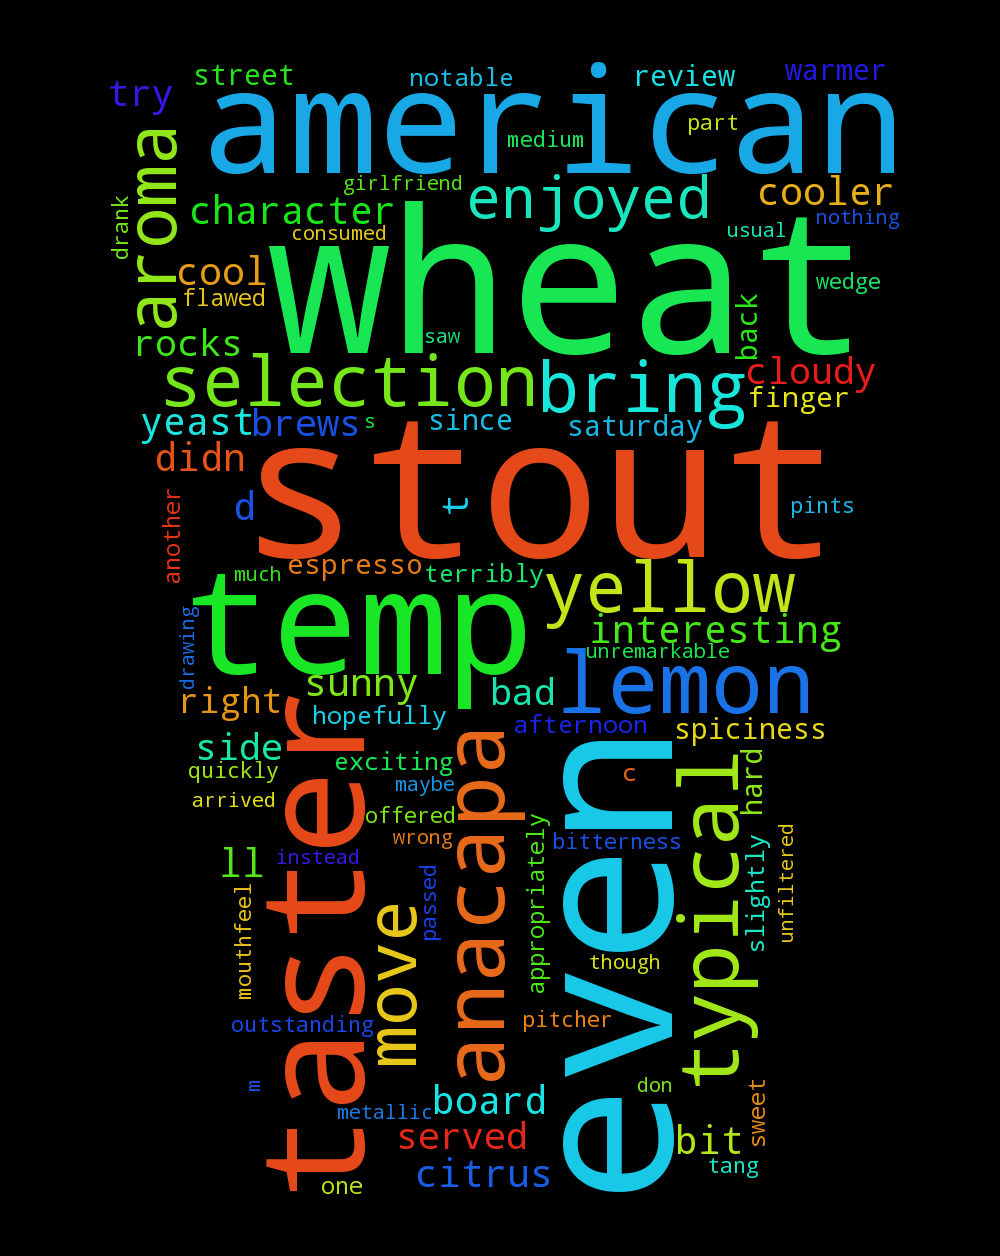 street
notable
review
warmer
try
american
part
medium
aroma
girlfriend
enjoyed
cooler
character
drank
consumed
usual
nothing
wheat
cool
flawed
wedge
rocks
saw
back
selection
bring
cloudy
finger
yeast
brews
s
since
saturday
didn
stout
another
d
t
pints
much
espresso
terribly
yellow
temp
drawing
interesting
unremarkable
sunny
bad
lemon
right
hopefully
afternoon
spiciness
side
quickly
exciting
c
hard
arrived
maybe
taster
anacapa
even
typical
offered
wrong
bitterness
ll
instead
appropriately
slightly
unfiltered
mouthfeel
move
passed
though
outstanding
pitcher
m
metallic
board
don
sweet
served
bit
citrus
tang
one